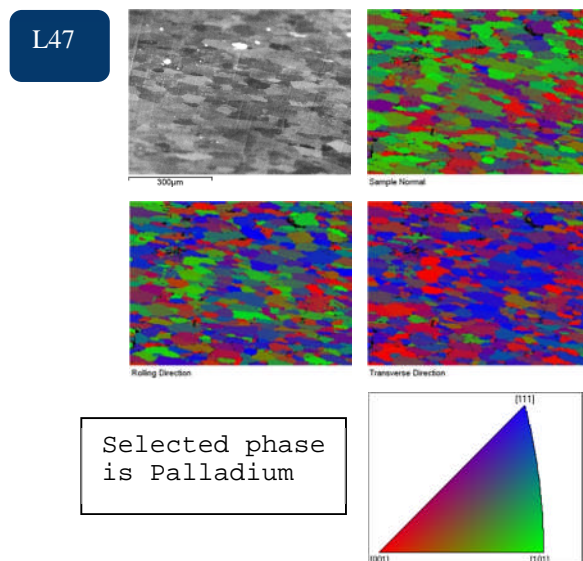 L47
300µm
Sample Normal
Rolling Direction
Transverse Direction
Selected phase
is Palladium
[111]
[001]
[101]